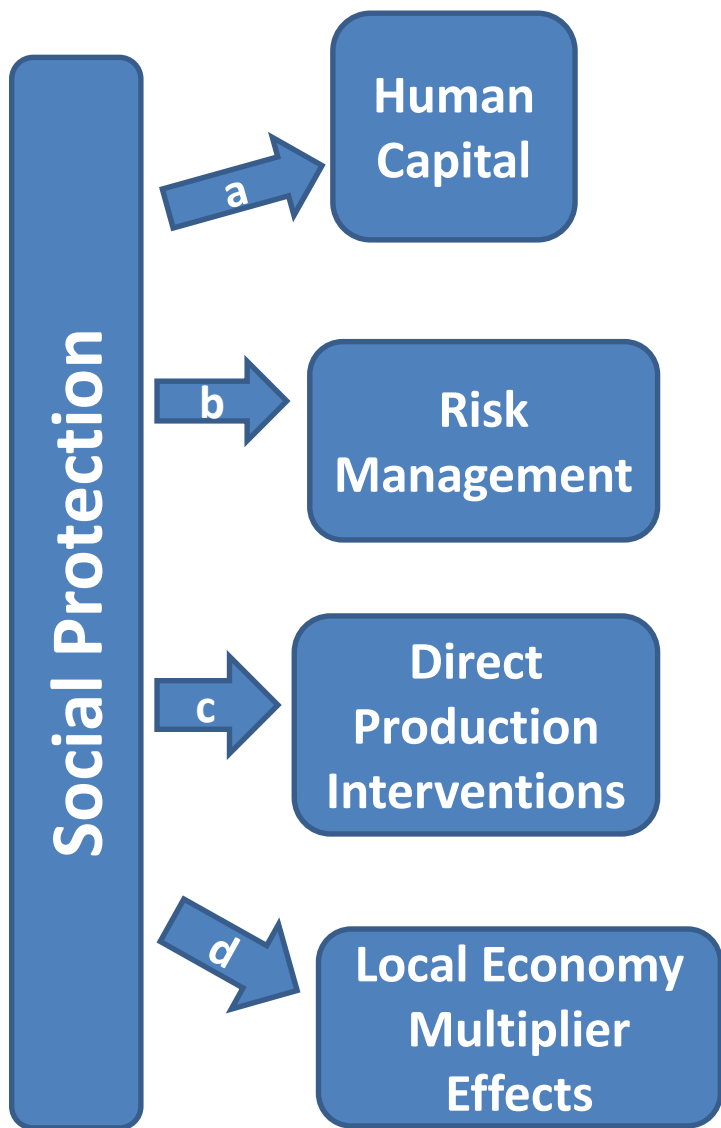 Social Protection
a
Human
Capital
b
Risk
Management
c
Direct
Production
Interventions
d
Local Economy
Multiplier
Effects